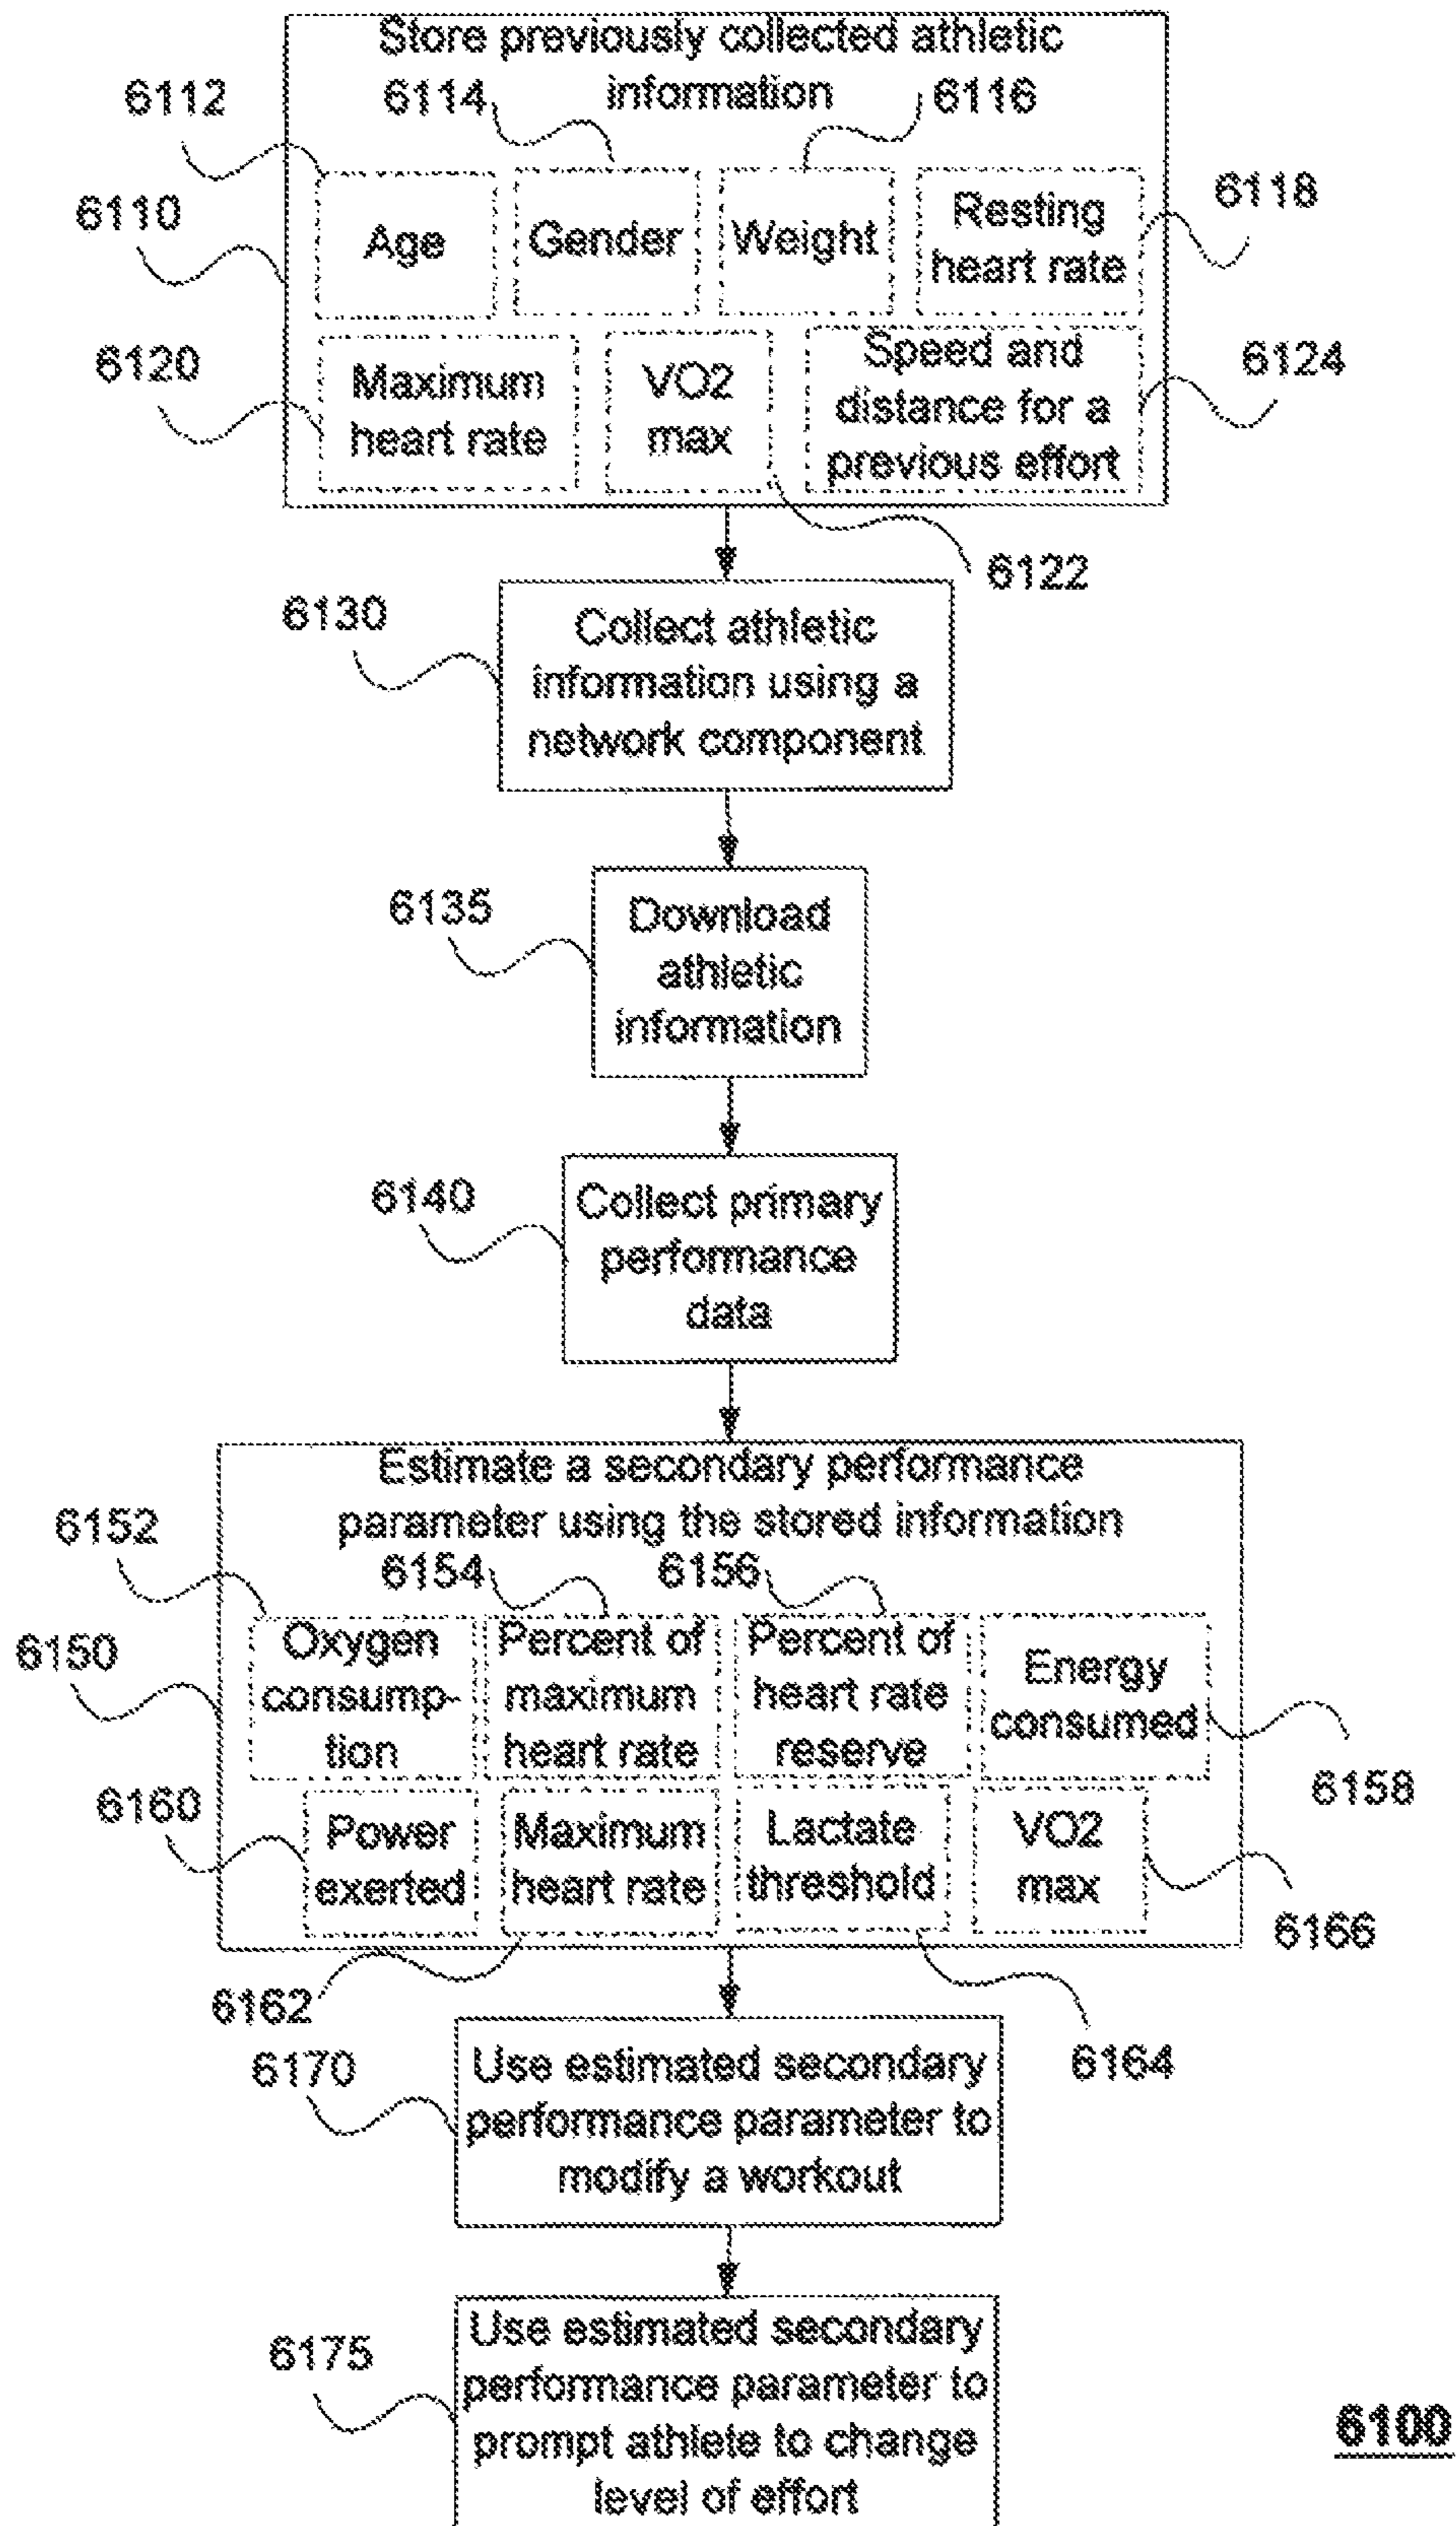 Store previously collected athletic
information
6112
6114
6116
6110
Age
Gender
Weight
Resting
heart rate
6118
6120
Maximum
heart rate
VO2
max
Speed and
distance for a
previous effort
6124
6122
6130
Collect athletic
information using a
network component
6135
Download
athletic
information
6140
Collect primary
performance
data
Estimate a secondary performance
parameter using the stored information
6152
6154
6156
6150
Oxygen
consump-
tion
Percent of
maximum
heart rate
Percent of
heart rate
reserve
Energy
consumed
6158
6160
Power
exerted
Maximum
heart rate
Lactate
threshold
VO2
max
6166
6162
6164
6170
Use estimated secondary
performance parameter to
modify a workout
6175
Use estimated secondary
performance parameter to
prompt athlete to change
level of effort
6100